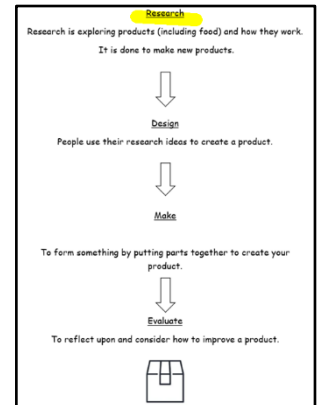 Research
Research is exploring products (including food) and how they work.
It is done to make new products.
Design
People use their research ideas to create a product.
Make
To form something by putting parts together to create your
product.
Evaluate
To reflect upon and consider how to improve a product.